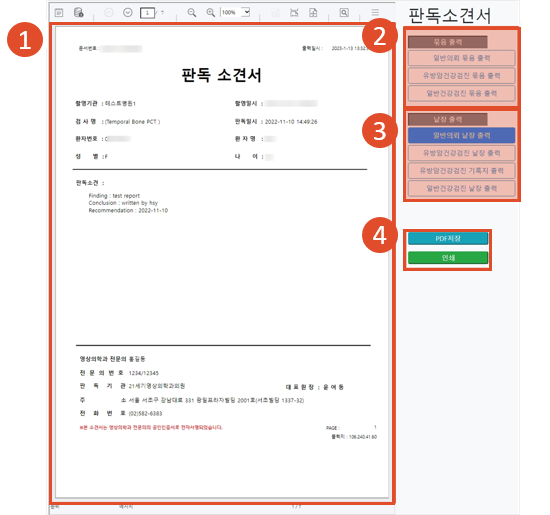 1
100%
판독소견서
2
묶음 출력
일반의뢰 묶음 출력
유방암건강검진 묶음 출력
일반건강검진 묶음 출력
3
낱장 출력
일반의뢰 낱장 출력
유방암건강검진 낱장 출력
유방암건강검진 기록지 출력
일반건강검진 낱장 출력
4
PDF저장
인쇄
1
문서번호 :
출력일시 : 2023-1-13 13:02
판독 소견서
촬영기관 : 테스트병원1
촬영일시 :
검 사 명 : (Temporal Bone PCT )
판독일시 : 2022-11-10 14:49:26
환자번호 :
환 자 명 :
성 별 : F
나 이 :
판독소견 :
Finding : test report
Conclusion : written by hsy
Recommendation : 2022-11-10
영상의학과 전문의 홍길동
전 문 의 번 호 1234/12345
판 독 기 관 21세기영상의학과의원
대 표 원 장 : 윤 여 동
주 소 서울 서초구 강남대로 331 광일프라자빌딩 2001호(서초빌딩 1337-32)
전 화 번 호 (02)582-6383
※본 소견서는 영상의학과 전문의의 공인인증서로 전자서명되었습니다.
PAGE : 1
출력지 : 106.240.41.60
1 / 1